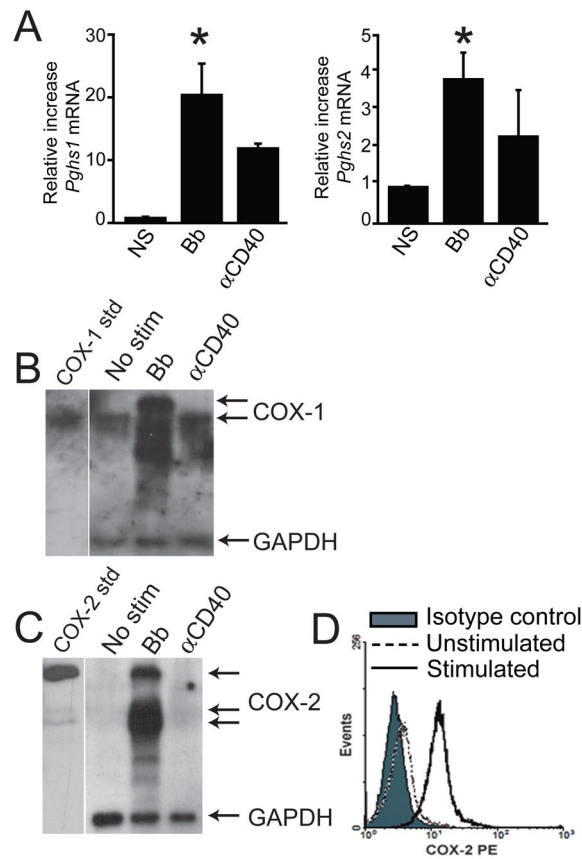 A
Relative increase
Pghs1 mRNA
30
20
10
0
NS
Bb
αCD40
*
Relative increase
Pghs2 mRNA
5
4
3
2
1
0
NS
Bb
αCD40
*
B
COX-1 std
No stim
Bb
αCD40
COX-1
GAPDH
C
COX-2 std
No stim
Bb
αCD40
COX-2
GAPDH
D
Isotype control
Unstimulated
Stimulated
256
Events
0
10⁰
10¹
10²
10³
COX-2 PE